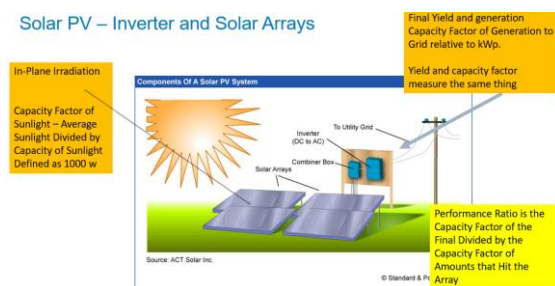 Solar PV – Inverter and Solar Arrays
In-Plane Irradiation
Capacity Factor of
Sunlight – Average
Sunlight Divided by
Capacity of Sunlight
Defined as 1000 w
Final Yield and generation
Capacity Factor of Generation to
Grid relative to kWp.
Yield and capacity factor
measure the same thing
Components Of A Solar PV System
To Utility Grid
Inverter
(DC to AC)
Combiner Box
Solar Arrays
Source: ACT Solar Inc.
© Standard &
Performance Ratio is the
Capacity Factor of the
Final Divided by the
Capacity Factor of
Amounts that Hit the
Array